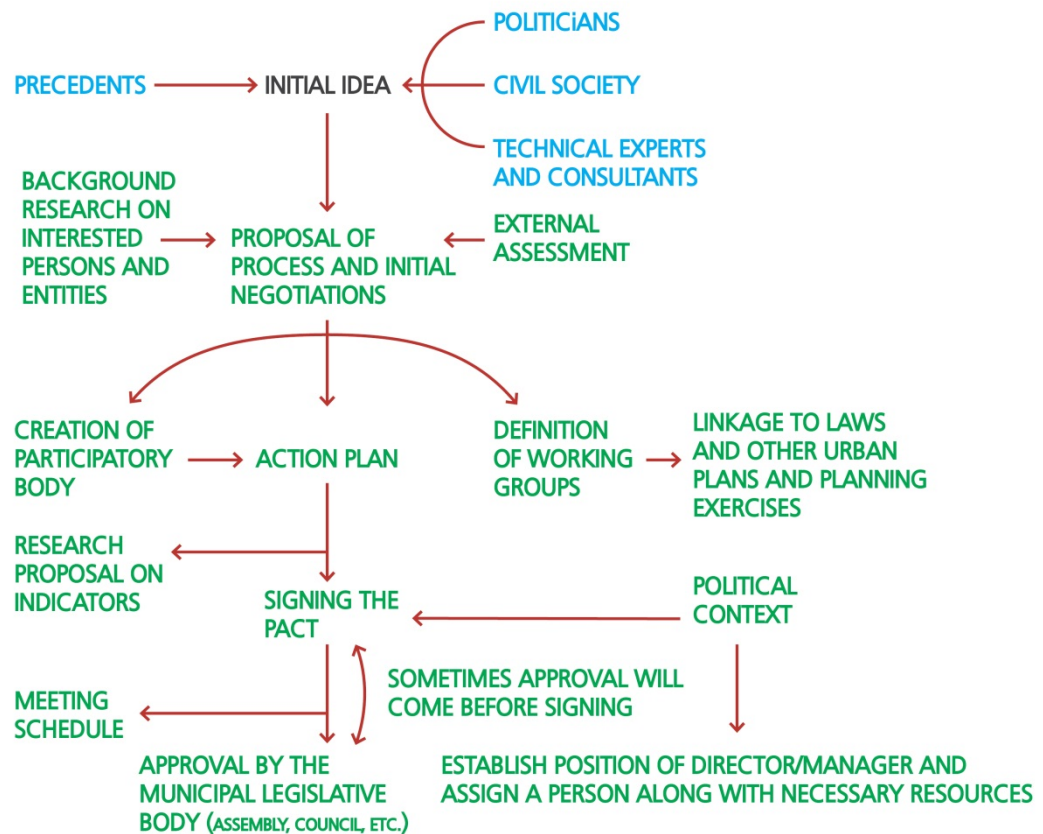 POLITICiANS
PRECEDENTS
INITIAL IDEA
CIVIL SOCIETY
TECHNICAL EXPERTS
AND CONSULTANTS
BACKGROUND
RESEARCH ON
INTERESTED
PERSONS AND
ENTITIES
PROPOSAL OF
PROCESS AND INITIAL
NEGOTIATIONS
EXTERNAL
ASSESSMENT
CREATION OF
PARTICIPATORY
BODY
ACTION PLAN
DEFINITION
OF WORKING
GROUPS
LINKAGE TO LAWS
AND OTHER URBAN
PLANS AND PLANNING
EXERCISES
RESEARCH
PROPOSAL ON
INDICATORS
SIGNING THE
PACT
POLITICAL
CONTEXT
SOMETIMES APPROVAL WILL
COME BEFORE SIGNING
MEETING
SCHEDULE
APPROVAL BY THE
MUNICIPAL LEGISLATIVE
BODY (ASSEMBLY, COUNCIL, ETC.)
ESTABLISH POSITION OF DIRECTOR/MANAGER AND
ASSIGN A PERSON ALONG WITH NECESSARY RESOURCES